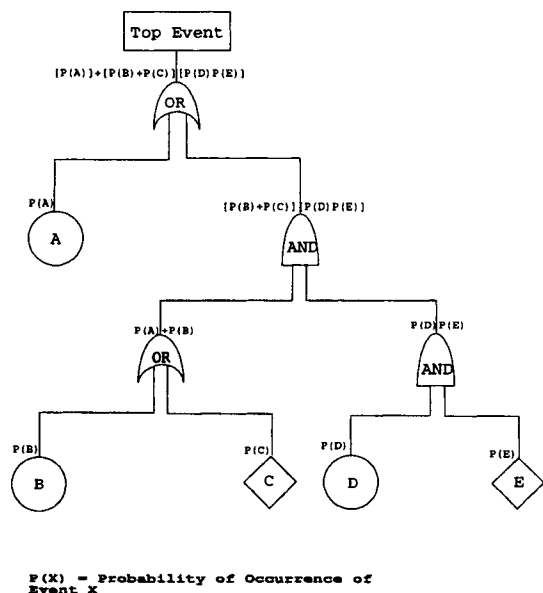 Top Event
[P(A)]+[P(B)+P(C)][P(D)P(E)]
OR
P(A)
[P(B)+P(C)][P(D)P(E)]
A
AND
P(A)+P(B)
P(D)P(E)
OR
AND
P(B)
P(C)
P(D)
P(E)
B
C
D
E
P(X) - Probability of Occurrence of
Event X